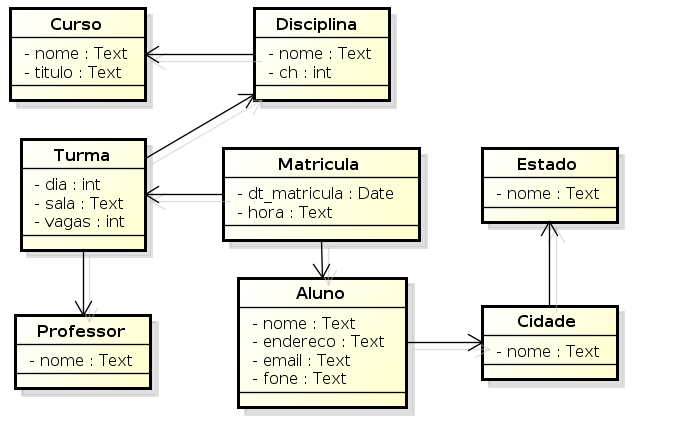 Curso
- nome : Text
- titulo : Text
Disciplina
- nome : Text
- ch : int
Turma
- dia : int
- sala : Text
- vagas : int
Matricula
- dt_matricula : Date
- hora : Text
Estado
- nome : Text
Professor
- nome : Text
Aluno
- nome : Text
- endereco : Text
- email : Text
- fone : Text
Cidade
- nome : Text